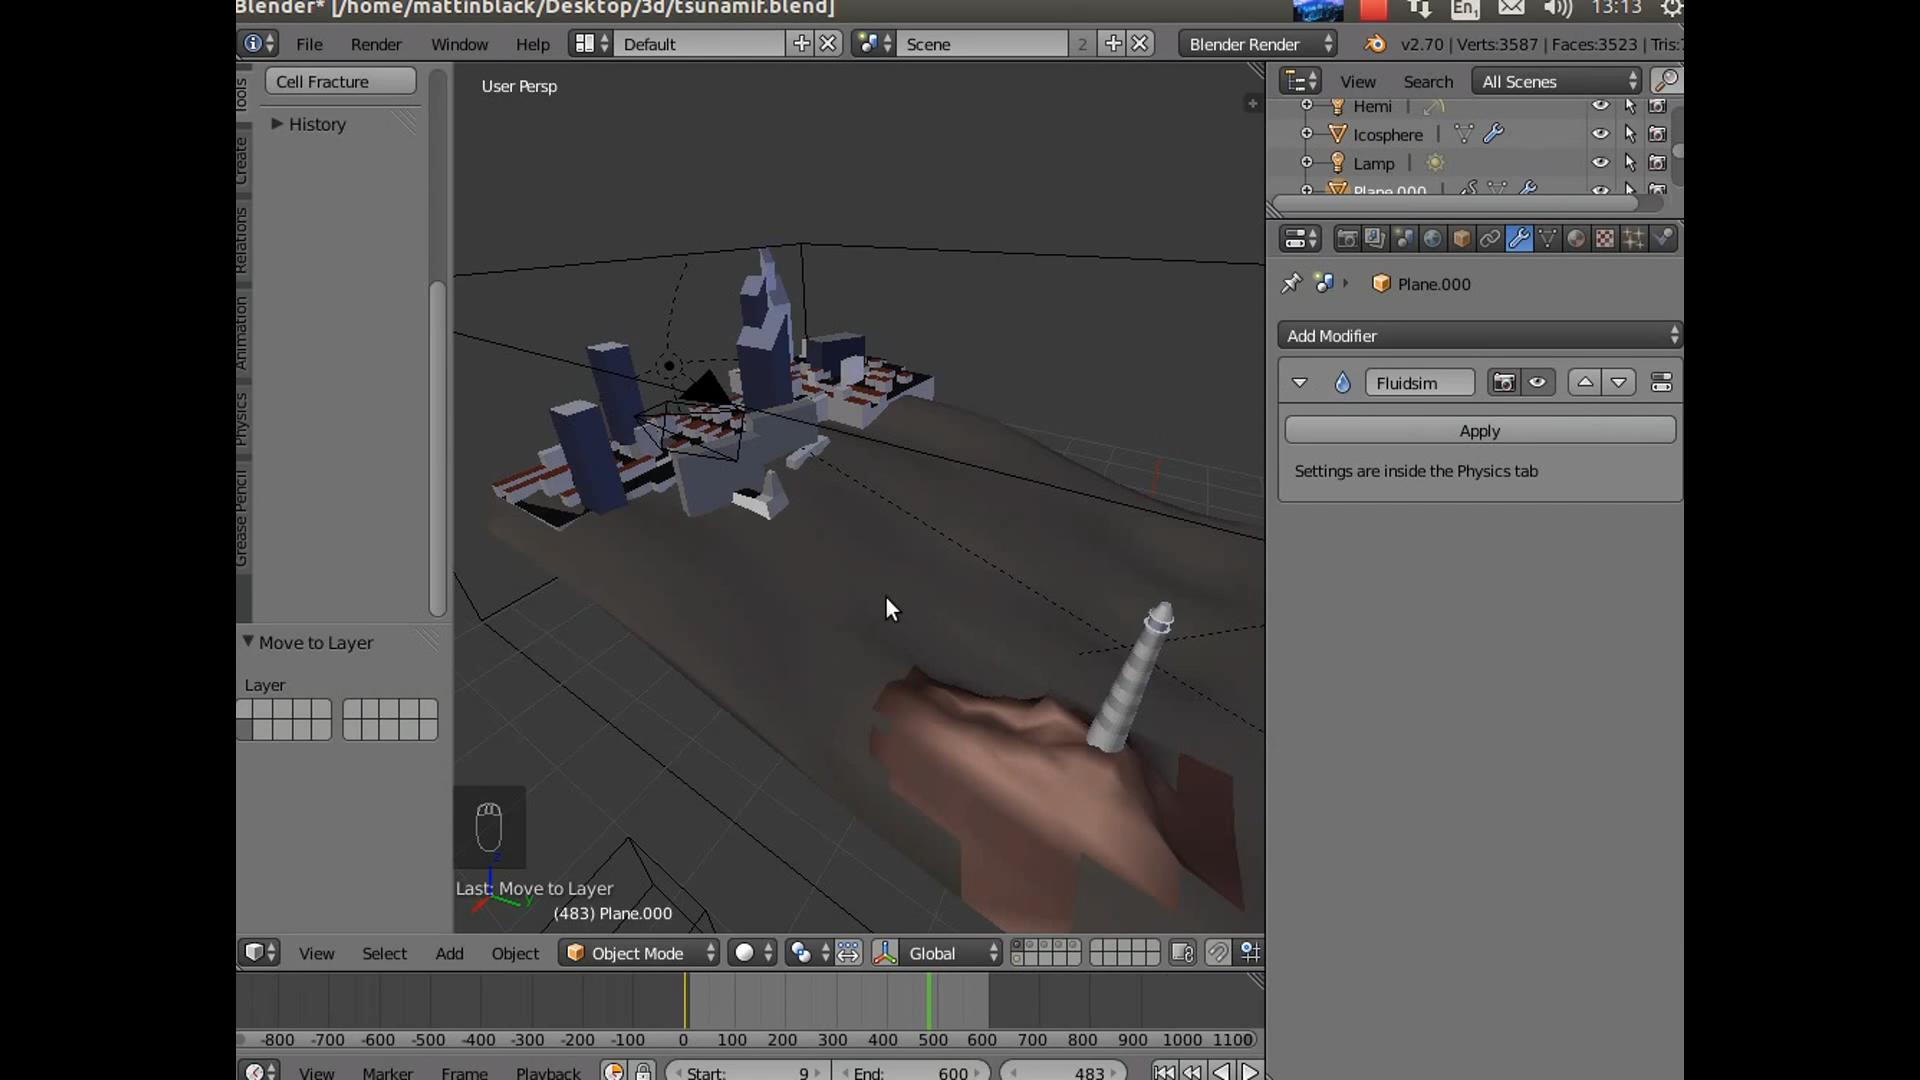 Blender* [/home/mattinblack/Desktop/3d/tsunamif.blend]
En1 13:13
File Render Window Help Default Scene 2 Blender Render v2.70 | Verts:3587 | Faces:3523 | Tris:
Tools
Create
Relations
Animation
Physics
Grease Pencil
Cell Fracture
History
Move to Layer
Layer
User Persp
z
y
Last: Move to Layer
(483) Plane.000
View Search All Scenes
Hemi
Icosphere
Lamp
Plane.000
Plane.000
Add Modifier
Fluidsim
Apply
Settings are inside the Physics tab
View Select Add Object Object Mode Global
-800 -700 -600 -500 -400 -300 -200 -100 0 100 200 300 400 500 600 700 800 900 1000 1100
View Marker Frame Playback Start: 9 End: 600 483